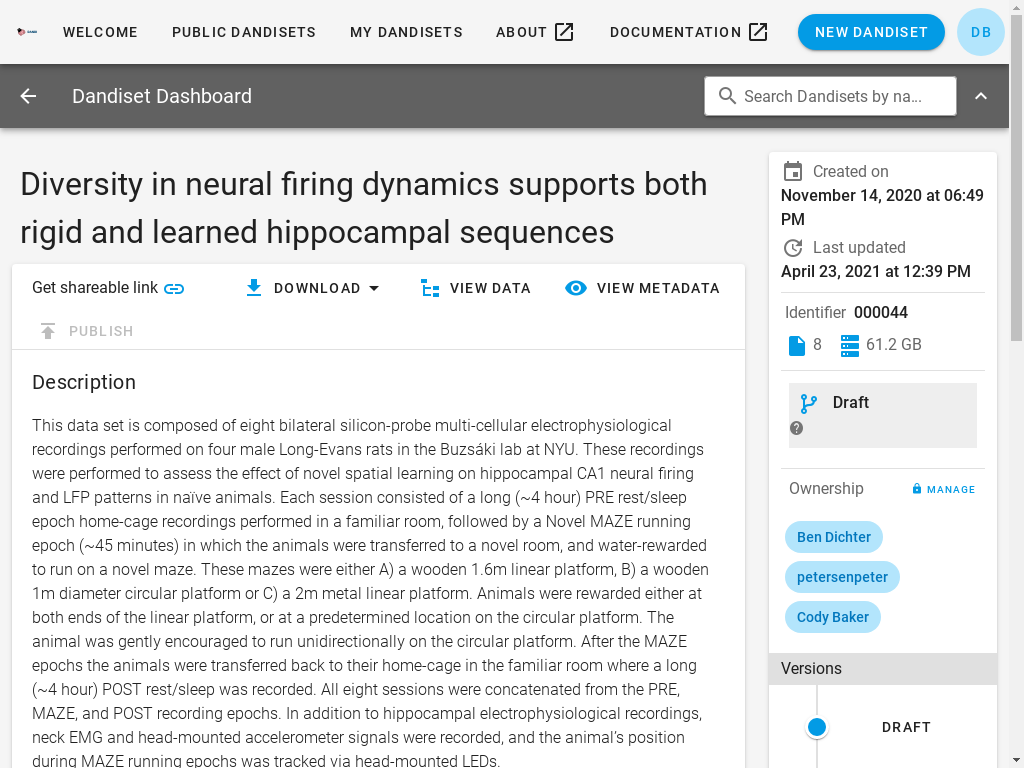 WELCOME
PUBLIC DANDISETS
MY DANDISETS
ABOUT
DOCUMENTATION
NEW DANDISET
DB
Dandiset Dashboard
Search Dandisets by na...
Diversity in neural firing dynamics supports both
rigid and learned hippocampal sequences
Get shareable link
DOWNLOAD
VIEW DATA
VIEW METADATA
PUBLISH
Description
This data set is composed of eight bilateral silicon-probe multi-cellular electrophysiological
recordings performed on four male Long-Evans rats in the Buzsáki lab at NYU. These recordings
were performed to assess the effect of novel spatial learning on hippocampal CA1 neural firing
and LFP patterns in naïve animals. Each session consisted of a long (~4 hour) PRE rest/sleep
epoch home-cage recordings performed in a familiar room, followed by a Novel MAZE running
epoch (~45 minutes) in which the animals were transferred to a novel room, and water-rewarded
to run on a novel maze. These mazes were either A) a wooden 1.6m linear platform, B) a wooden
1m diameter circular platform or C) a 2m metal linear platform. Animals were rewarded either at
both ends of the linear platform, or at a predetermined location on the circular platform. The
animal was gently encouraged to run unidirectionally on the circular platform. After the MAZE
epochs the animals were transferred back to their home-cage in the familiar room where a long
(~4 hour) POST rest/sleep was recorded. All eight sessions were concatenated from the PRE,
MAZE, and POST recording epochs. In addition to hippocampal electrophysiological recordings,
neck EMG and head-mounted accelerometer signals were recorded, and the animal's position
during MAZE running epochs was tracked via head-mounted LEDs.
Created on
November 14, 2020 at 06:49
PM
Last updated
April 23, 2021 at 12:39 PM
Identifier 000044
8
61.2 GB
Draft
Ownership
MANAGE
Ben Dichter
petersenpeter
Cody Baker
Versions
DRAFT